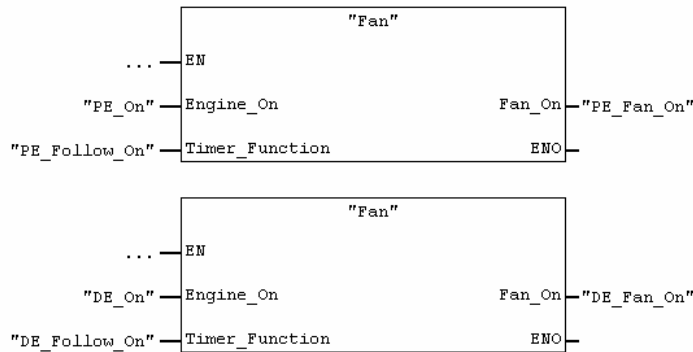 "Fan"
... EN
"PE_On" Engine_On Fan_On "PE_Fan_On"
"PE_Follow_On" Timer_Function ENO
"Fan"
... EN
"DE_On" Engine_On Fan_On "DE_Fan_On"
"DE_Follow_On" Timer_Function ENO